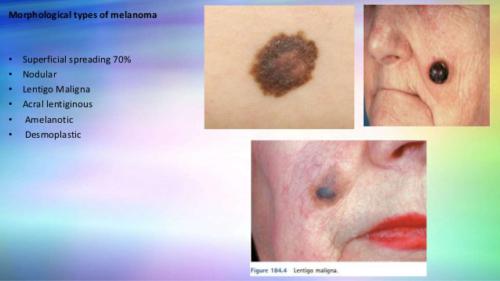 Morphological types of melanoma
• Superficial spreading 70%
• Nodular
• Lentigo Maligna
• Acral lentiginous
• Amelanotic
• Desmoplastic
Figure 184.4 Lentigo maligna.